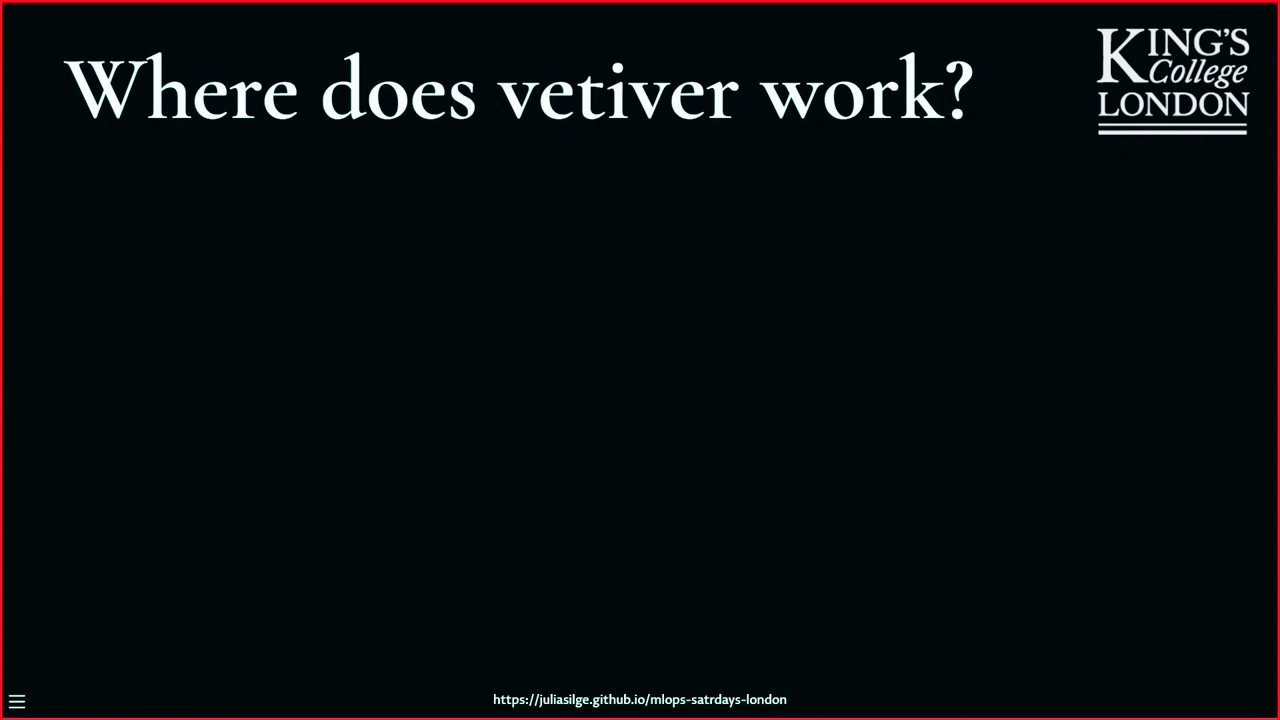 Where does vetiver work?
KING'S
College
LONDON
https://juliasilge.github.io/mlops-satrdays-london